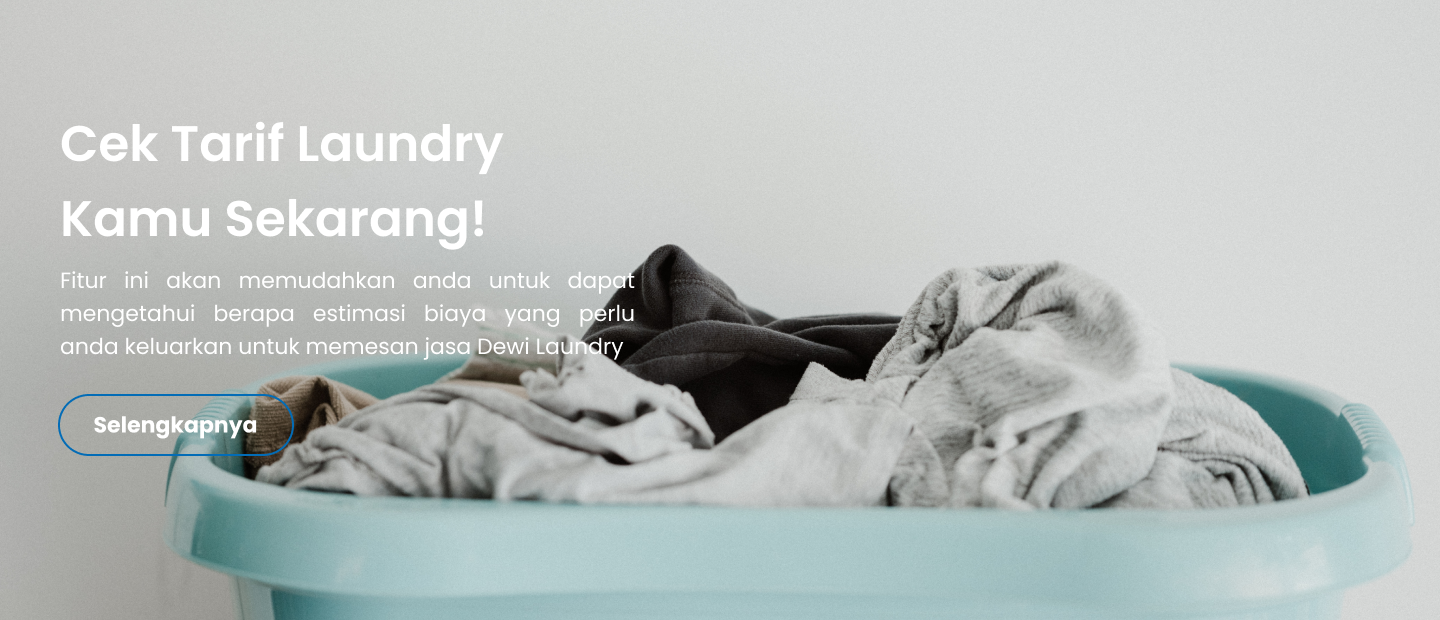 Cek Tarif Laundry
Kamu Sekarang!
Fitur ini akan memudahkan anda untuk dapat
mengetahui berapa estimasi biaya yang perlu
anda keluarkan untuk memesan jasa Dewi Laundry
Selengkapnya